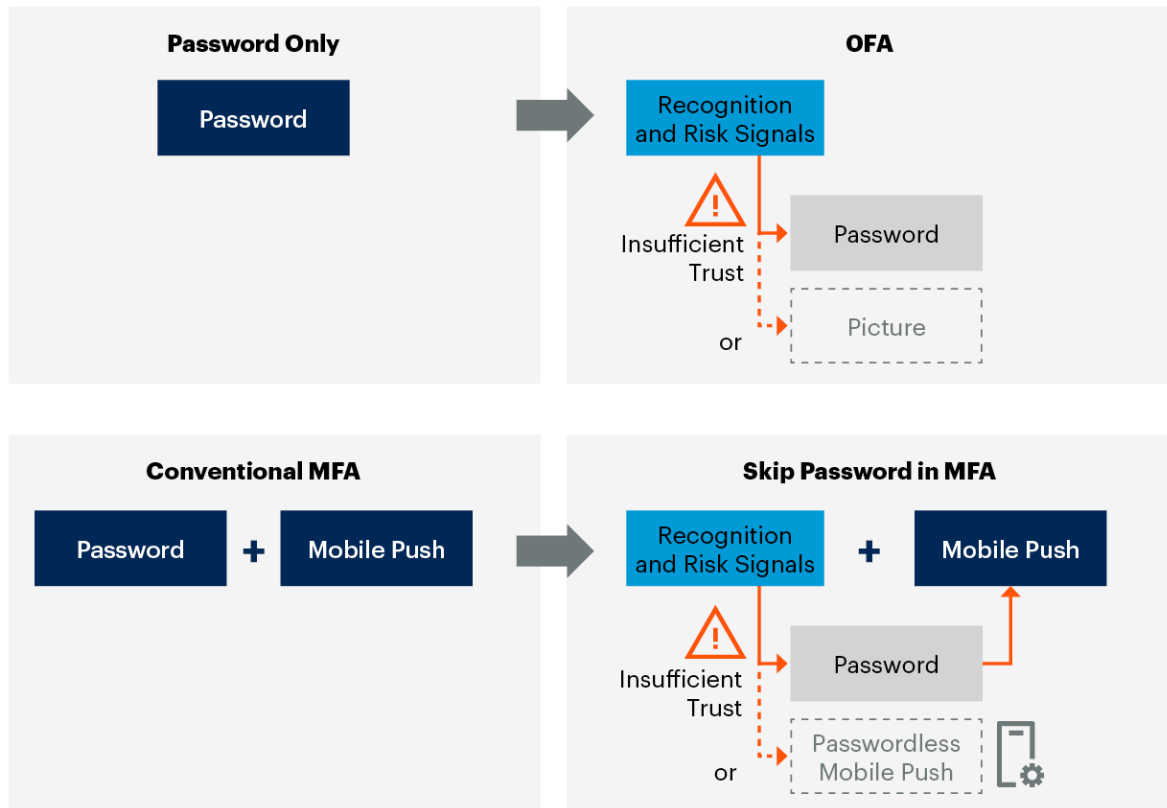 Password Only
Password
OFA
Recognition
and Risk Signals
Insufficient
Trust
Password
or
Picture
Conventional MFA
Password
+
Mobile Push
Skip Password in MFA
Recognition
and Risk Signals
+
Mobile Push
Insufficient
Trust
Password
or
Passwordless
Mobile Push